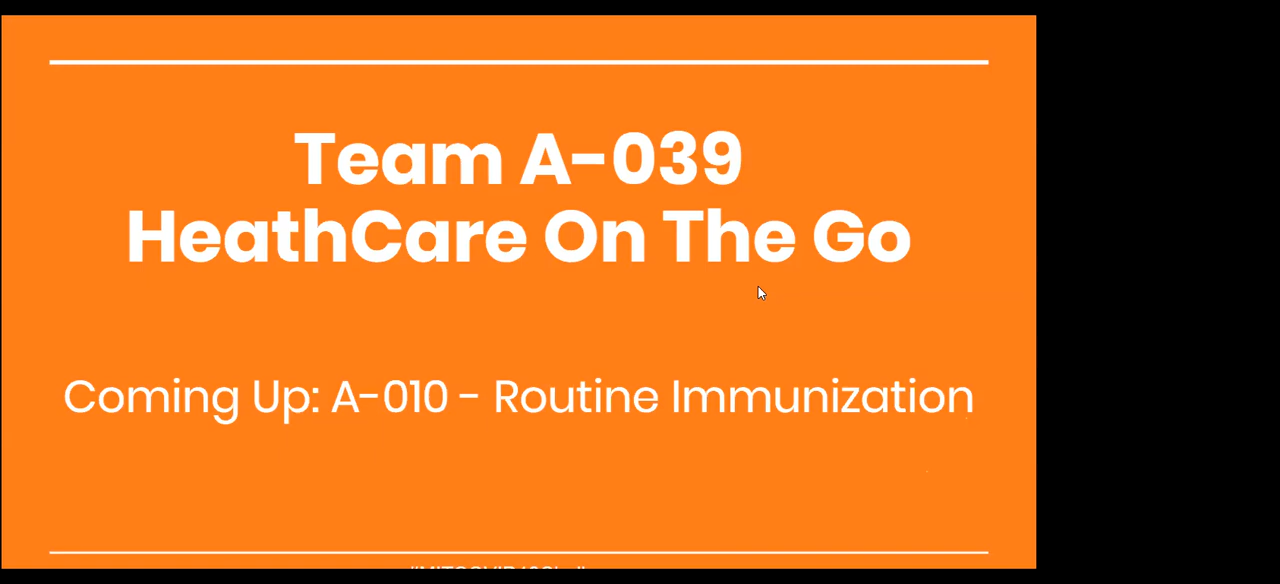 Team A-039
HeathCare On The Go
Coming Up: A-010 - Routine Immunization